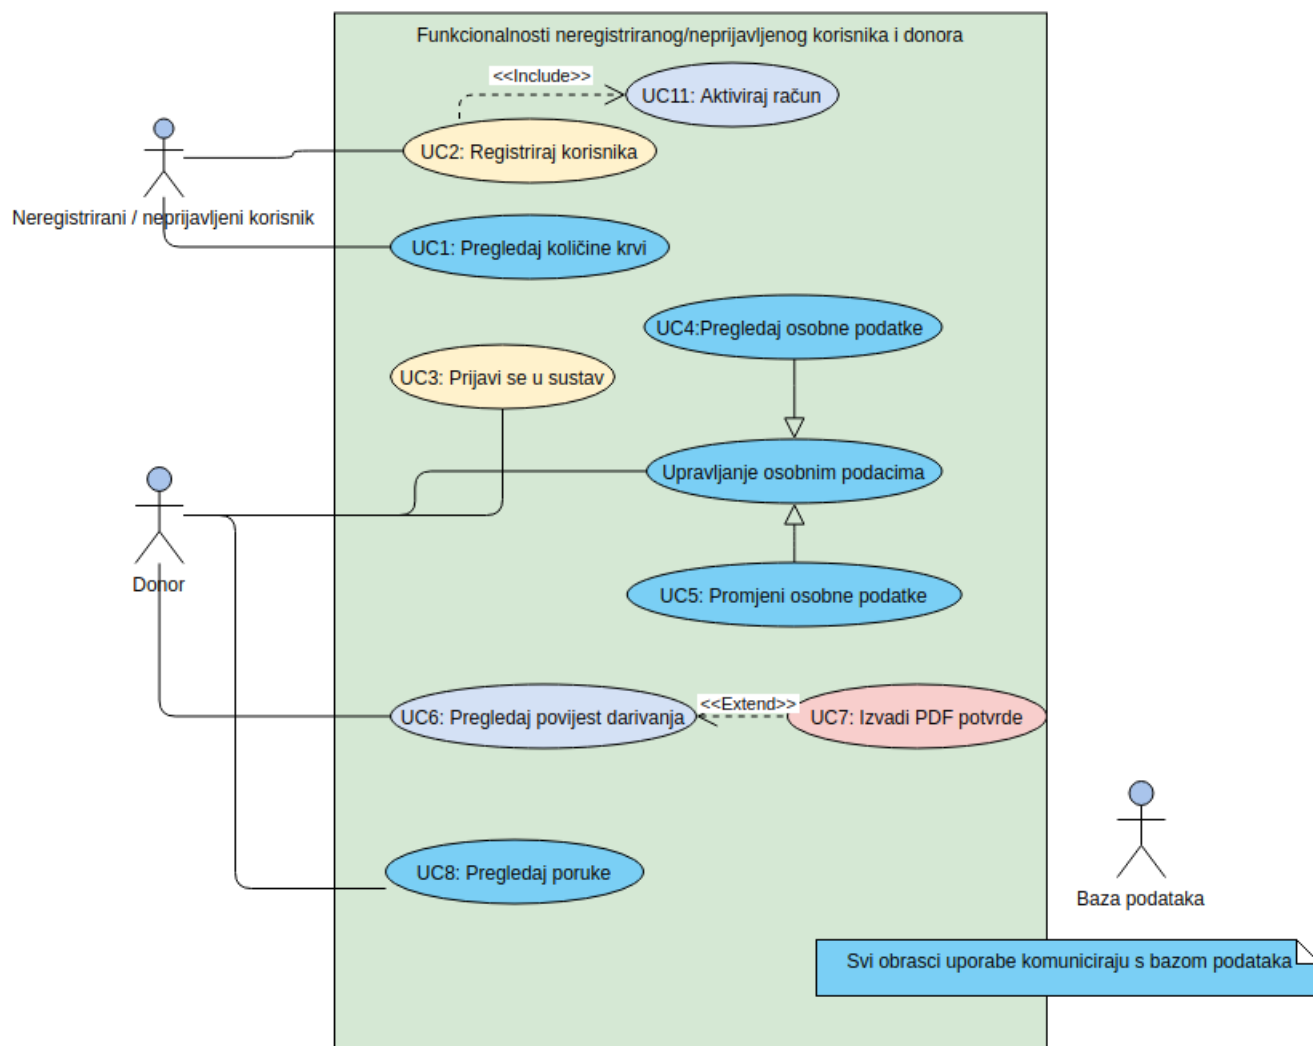 Funkcionalnosti neregistriranog/neprijavljenog korisnika i donora
<<Include>>
UC11: Aktiviraj račun
UC2: Registriraj korisnika
Neregistrirani / neprijavljeni korisnik
UC1: Pregledaj količine krvi
UC4:Pregledaj osobne podatke
UC3: Prijavi se u sustav
Upravljanje osobnim podacima
Donor
UC5: Promjeni osobne podatke
<<Extend>>
UC6: Pregledaj povijest darivanja
UC7: Izvadi PDF potvrde
UC8: Pregledaj poruke
Baza podataka
Svi obrasci uporabe komuniciraju s bazom podataka